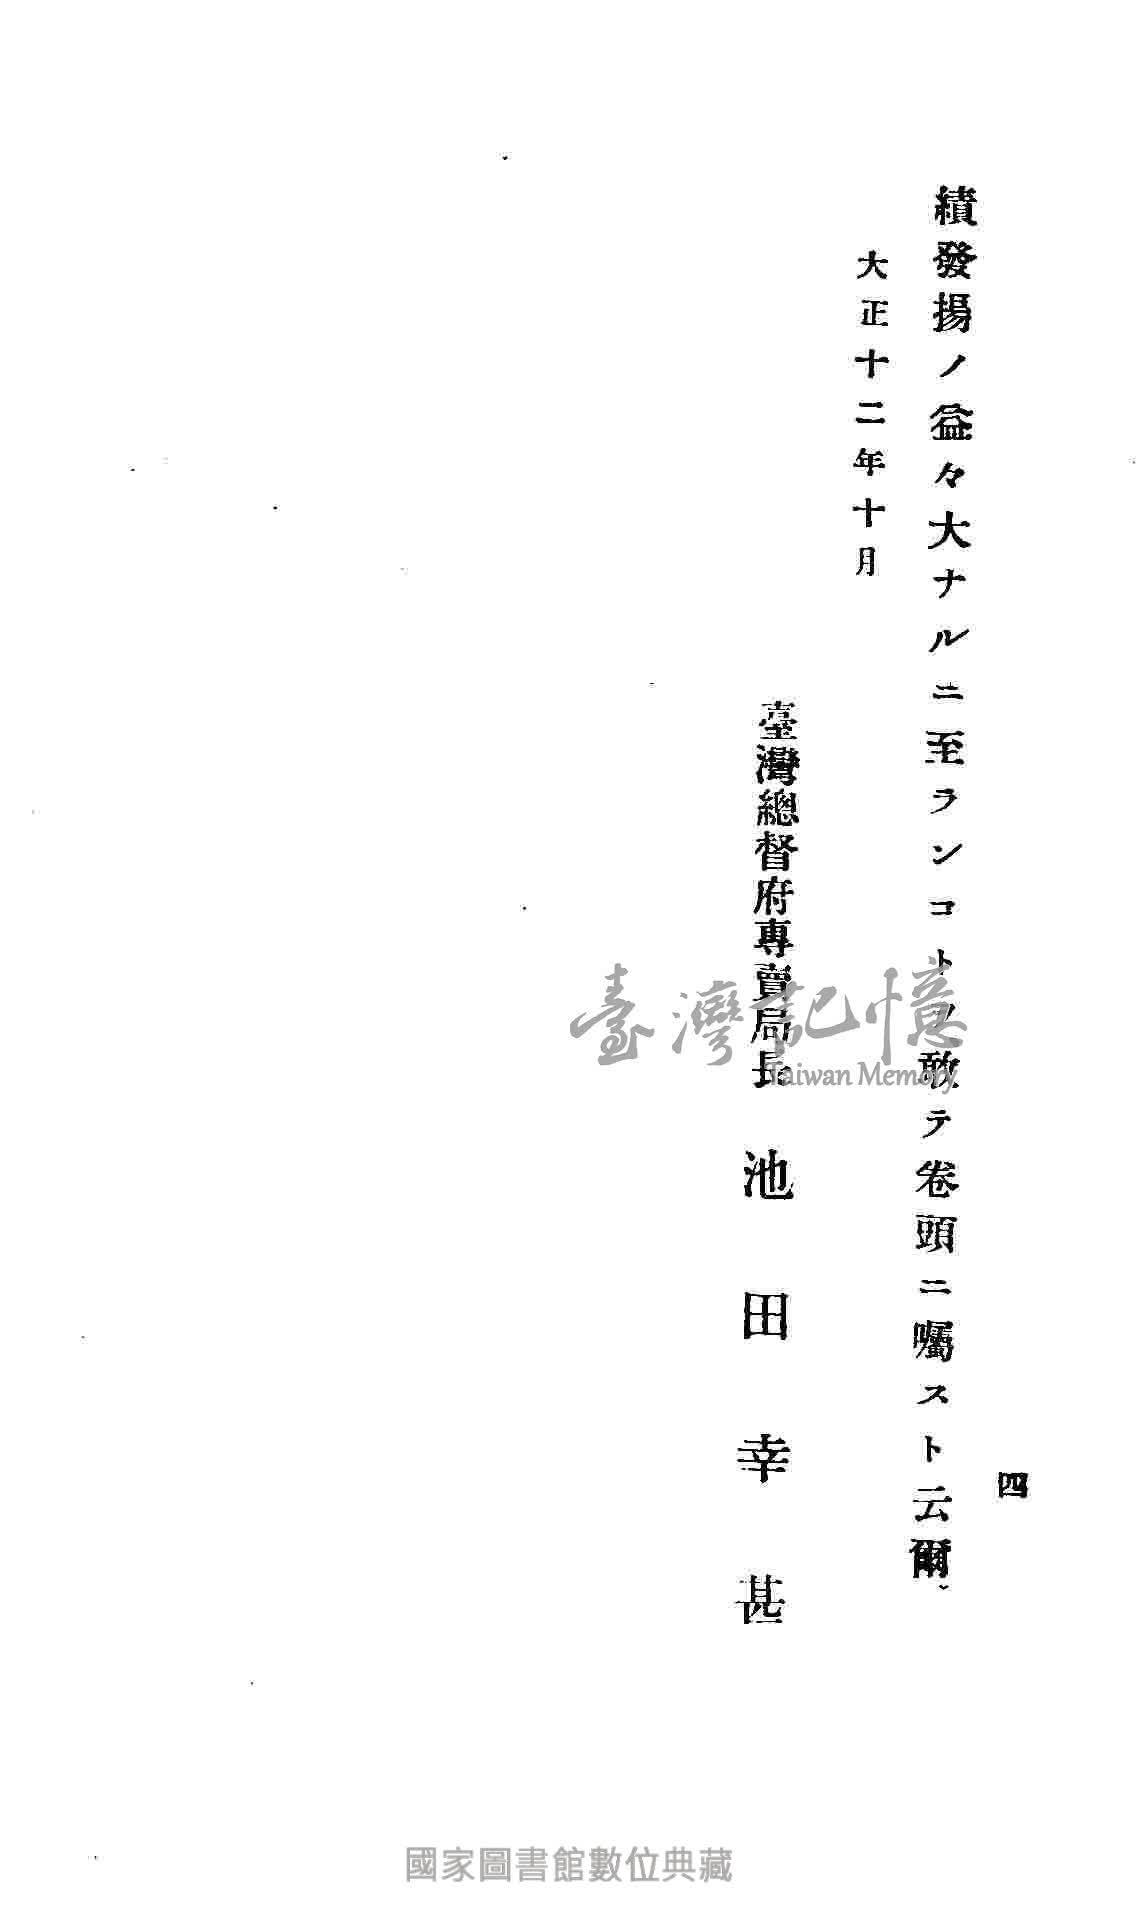 四
績發揚ノ益々大ナルニ至ランコトヲ敢テ卷頭ニ囑スト云爾、
大正十二年十月
臺灣總督府專賣局長 池田幸甚
臺灣記憶
Taiwan Memory
國家圖書館數位典藏